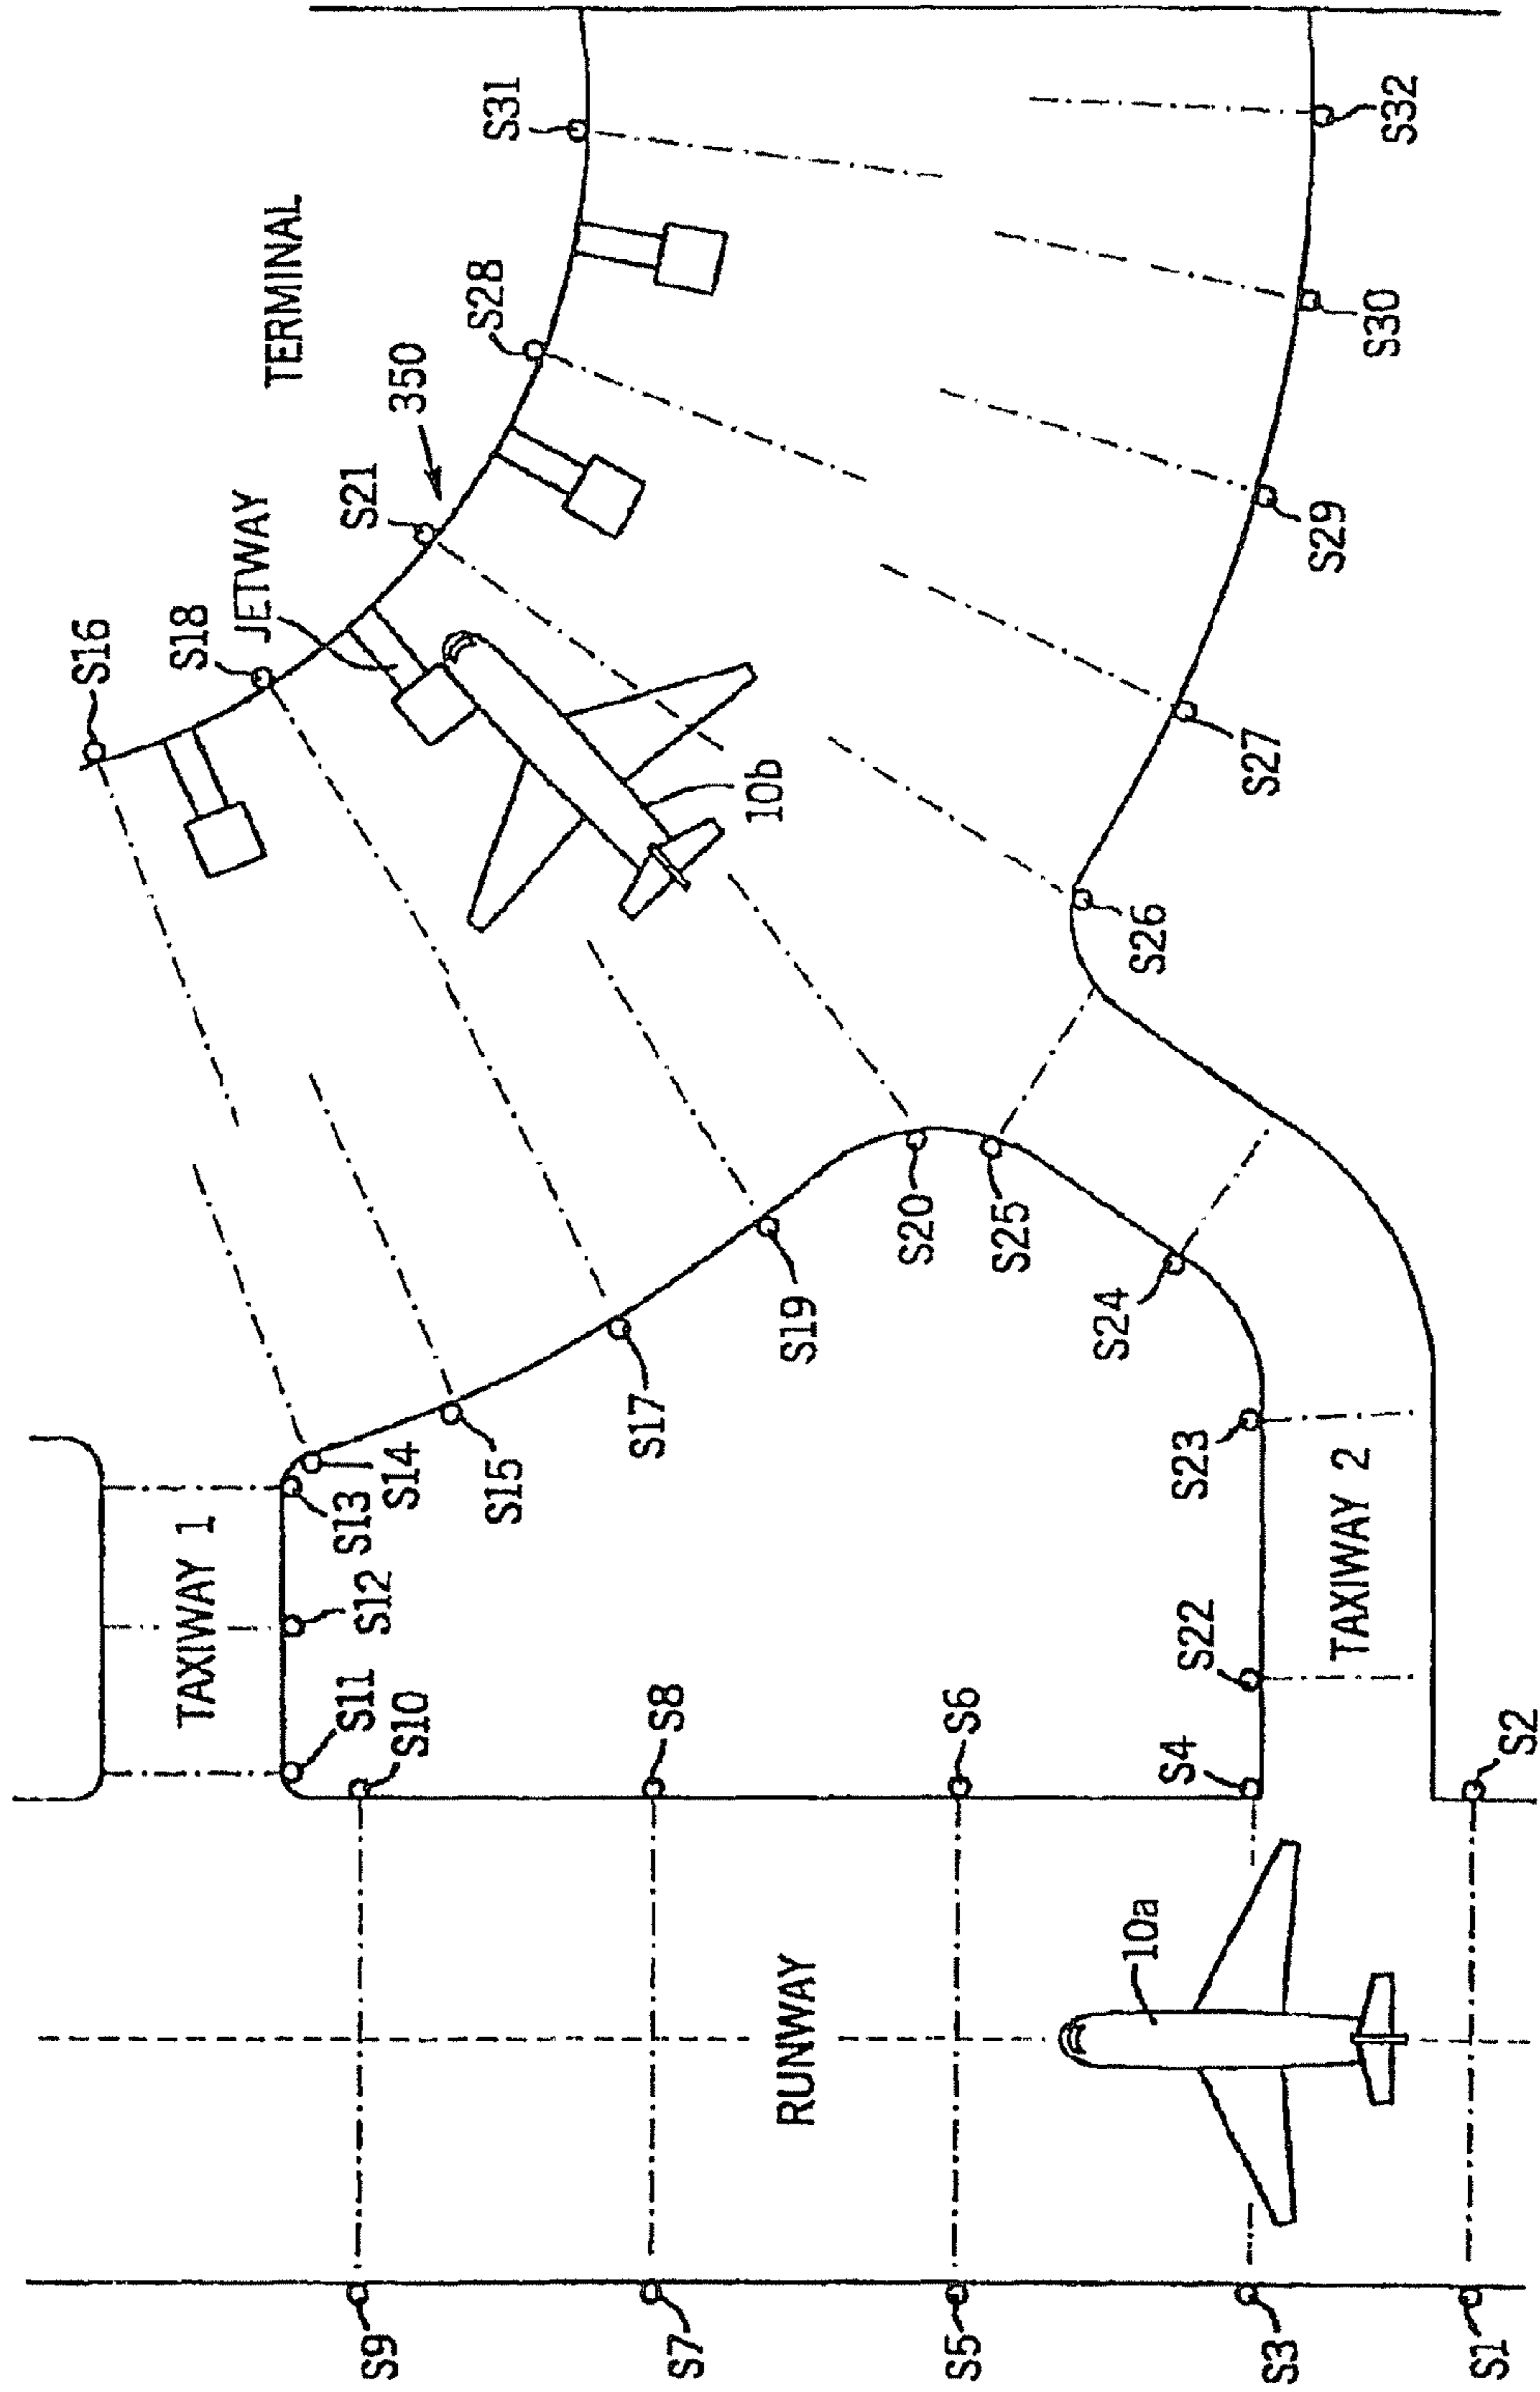 S31
S32
TERMINAL
S28
S30
350
S21
JETWAY
S29
S18
S16
S27
10b
S26
S20
S25
S19
S24
S17
S15
S14
S13
S23
TAXIWAY 1
TAXIWAY 2
S12
S22
S11
S10
S8
S6
S4
S2
10a
RUNWAY
S9
S7
S5
S3
S1